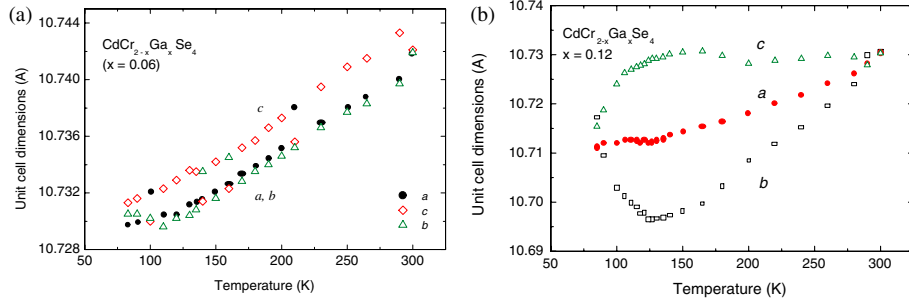 (a)
10.744
10.740
10.736
10.732
10.728
Unit cell dimensions (A)
CdCr2-xGaxSe4
(x = 0.06)
c
a, b
a
c
b
50 100 150 200 250 300
Temperature (K)
(b)
10.73
10.72
10.71
10.70
10.69
Unit cell dimensions (A)
CdCr2-xGaxSe4
x = 0.12
c
a
b
50 100 150 200 250 300
Temperature (K)